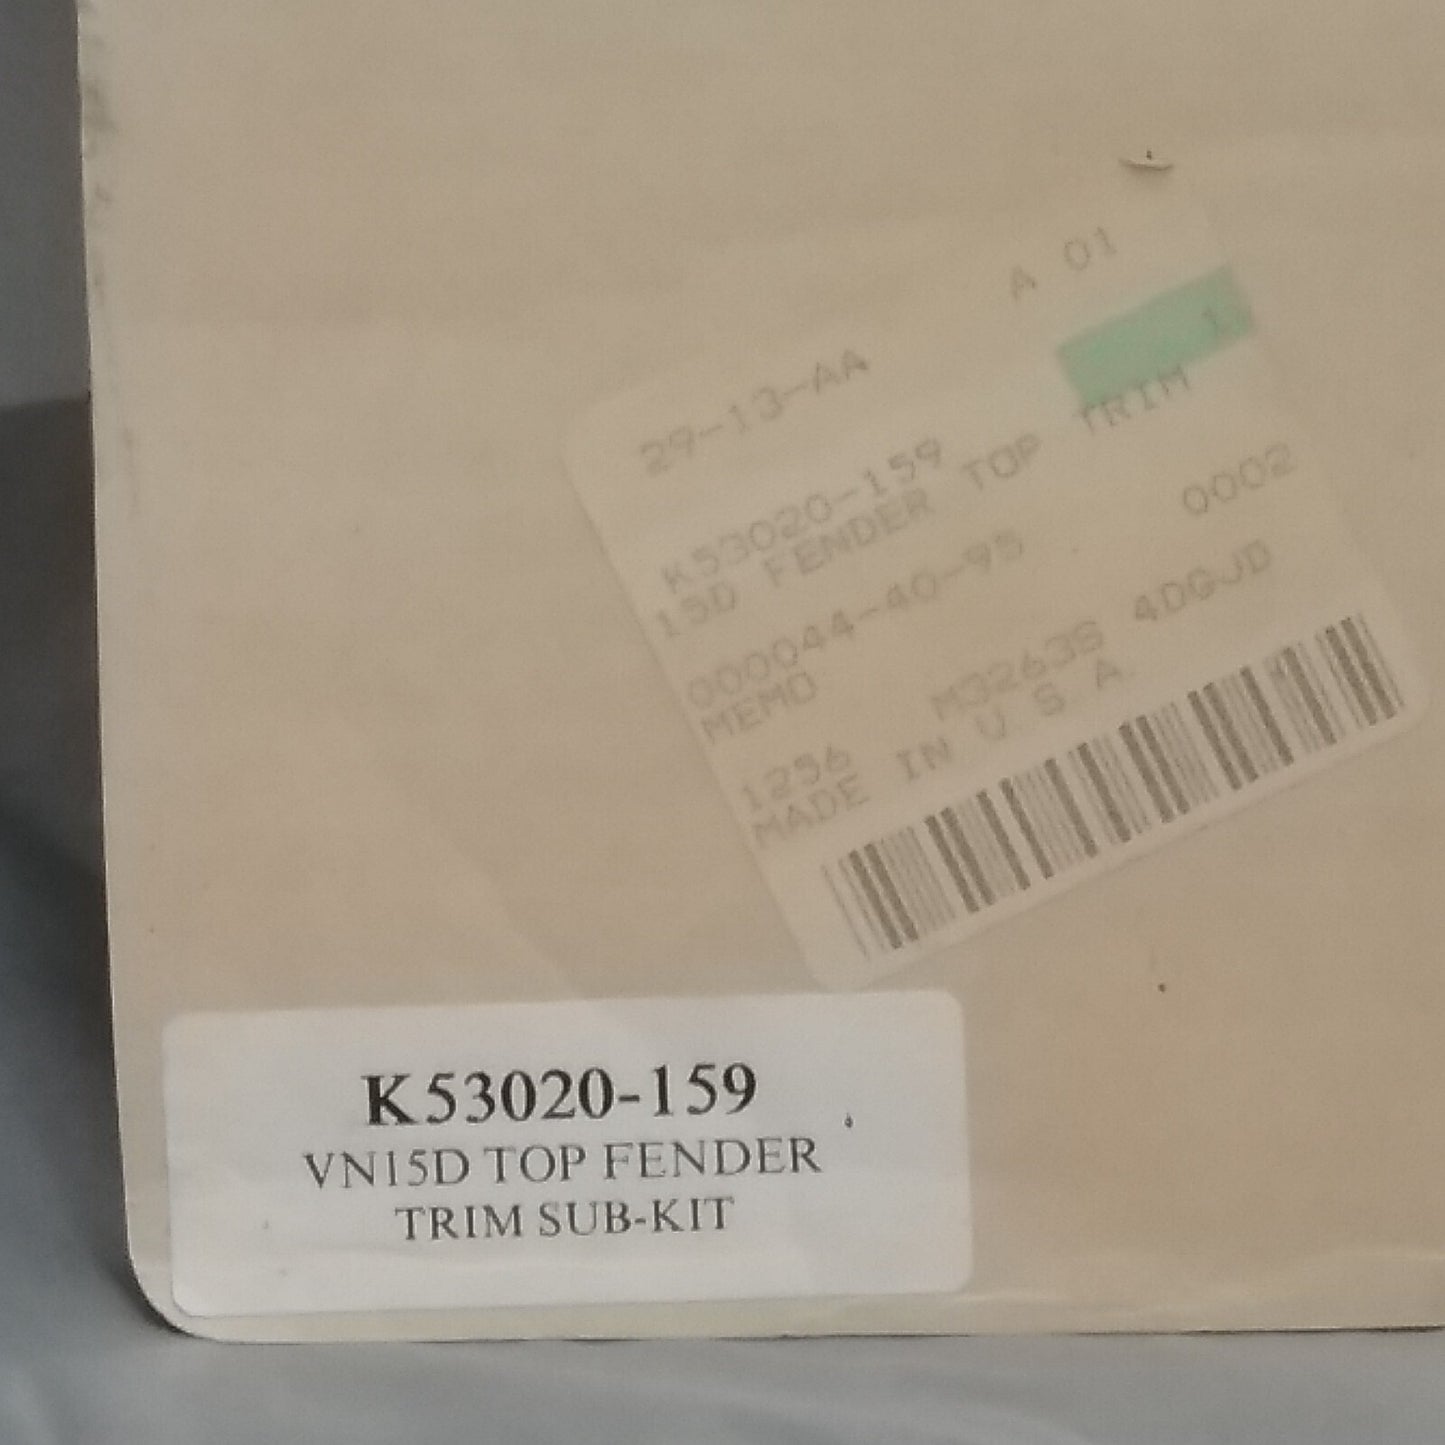 A 01
29-13-AA
1
K53020-159
15D FENDER TOP TRIM
000044-40-95 0002
MEMO
1256 M32638 4DGJD
MADE IN U.S.A.
K53020-159
VN15D TOP FENDER
TRIM SUB-KIT